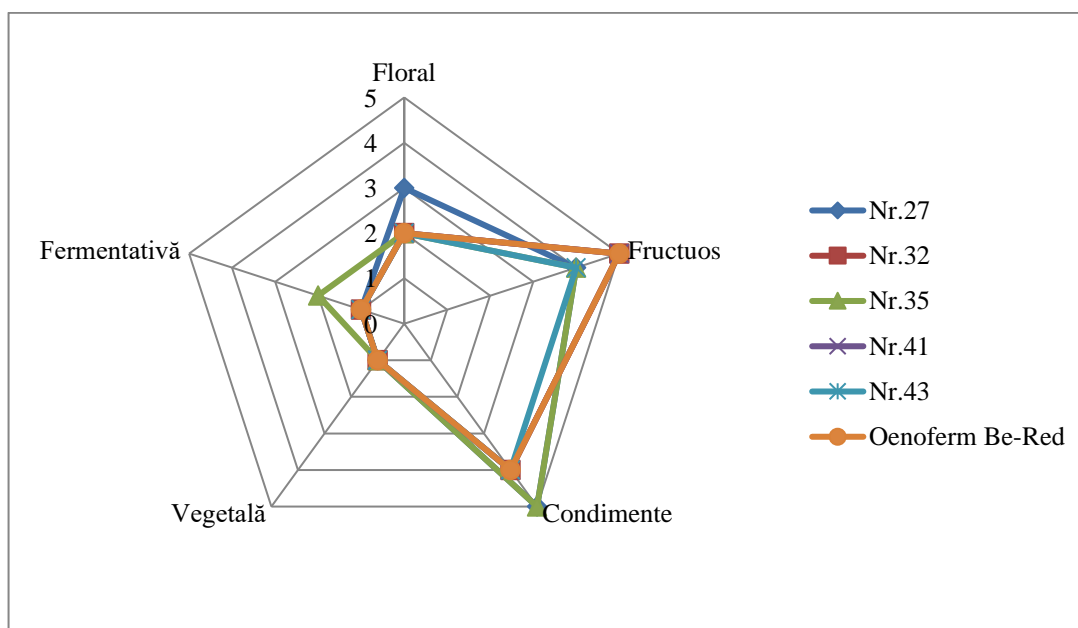 Floral
5
4
3
2
1
0
Fructuos
Condimente
Vegetală
Fermentativă
Nr.27
Nr.32
Nr.35
Nr.41
Nr.43
Oenoferm Be-Red